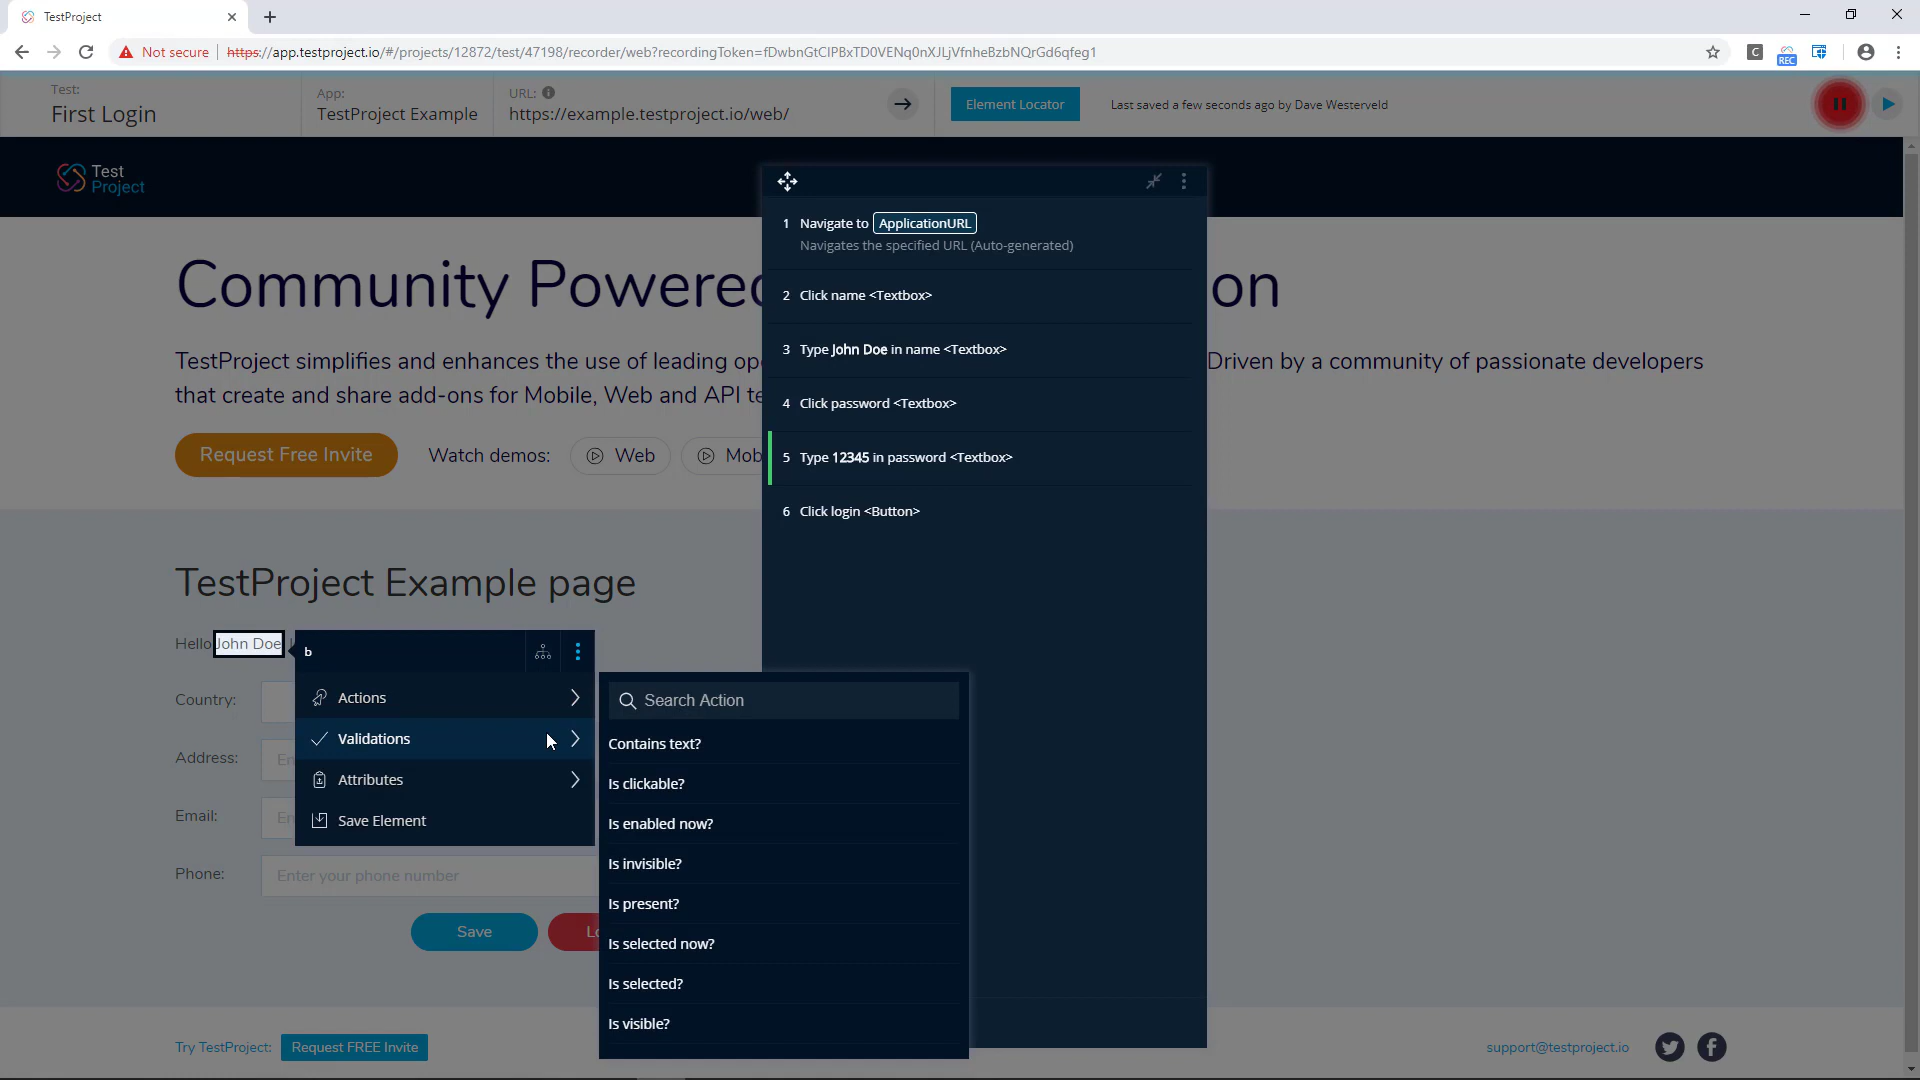 TestProject
Not secure
https://app.testproject.io/#/projects/12872/test/47198/recorder/web?recordingToken=fDwbnGtCIPBxTD0VENq0nXJLjVfnheBzbNQrGd6qfeg1
C
REC
Test:
First Login
App:
TestProject Example
URL:
https://example.testproject.io/web/
Element Locator
Last saved a few seconds ago by Dave Westerveld
Test
Project
1 Navigate to ApplicationURL
Navigates the specified URL (Auto-generated)
2 Click name <Textbox>
3 Type John Doe in name <Textbox>
4 Click password <Textbox>
5 Type 12345 in password <Textbox>
6 Click login <Button>
Community Powered on
TestProject simplifies and enhances the use of leading Driven by a community of passionate developers
that create and share add-ons for Mobile, Web and API
Request Free Invite
Watch demos:
Web
Mob
TestProject Example page
Hello John Doe
b
Actions
Validations
Attributes
Save Element
Search Action
Contains text?
Is clickable?
Is enabled now?
Is invisible?
Is present?
Is selected now?
Is selected?
Is visible?
Country:
Address:
Email:
Phone:
Enter your phone number
Save
Try TestProject:
Request FREE Invite
support@testproject.io